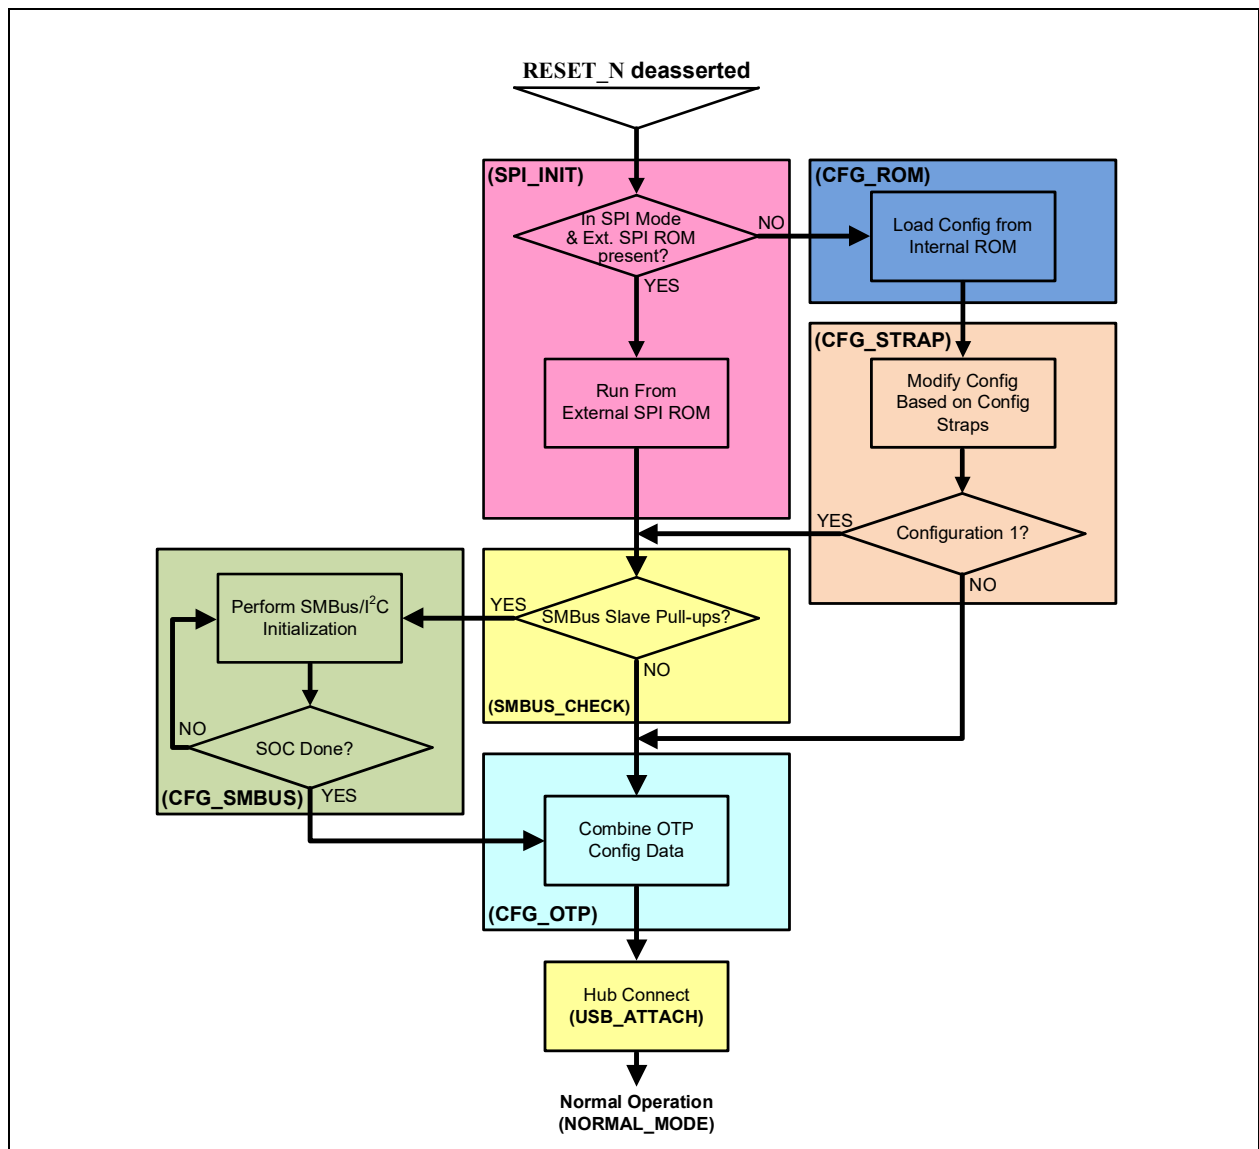 RESET_N deasserted
(SPI_INIT)
In SPI Mode
& Ext. SPI ROM
present?
NO
YES
(CFG_ROM)
Load Config from
Internal ROM
Run From
External SPI ROM
(CFG_STRAP)
Modify Config
Based on Config
Straps
Configuration 1?
YES
NO
SMBus Slave Pull-ups?
YES
NO
(SMBUS_CHECK)
Perform SMBus/I²C
Initialization
SOC Done?
NO
YES
(CFG_SMBUS)
Combine OTP
Config Data
(CFG_OTP)
Hub Connect
(USB_ATTACH)
Normal Operation
(NORMAL_MODE)